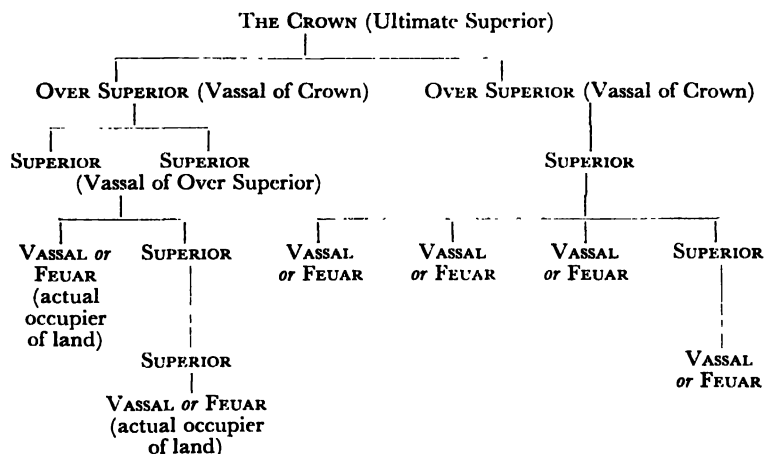 THE CROWN (Ultimate Superior)
OVER SUPERIOR (Vassal of Crown) OVER SUPERIOR (Vassal of Crown)
SUPERIOR SUPERIOR SUPERIOR
(Vassal of Over Superior)
VASSAL or SUPERIOR VASSAL VASSAL VASSAL SUPERIOR
FEUAR or FEUAR or FEUAR or FEUAR
(actual
occupier
of land)
SUPERIOR VASSAL
or FEUAR
VASSAL or FEUAR
(actual occupier
of land)